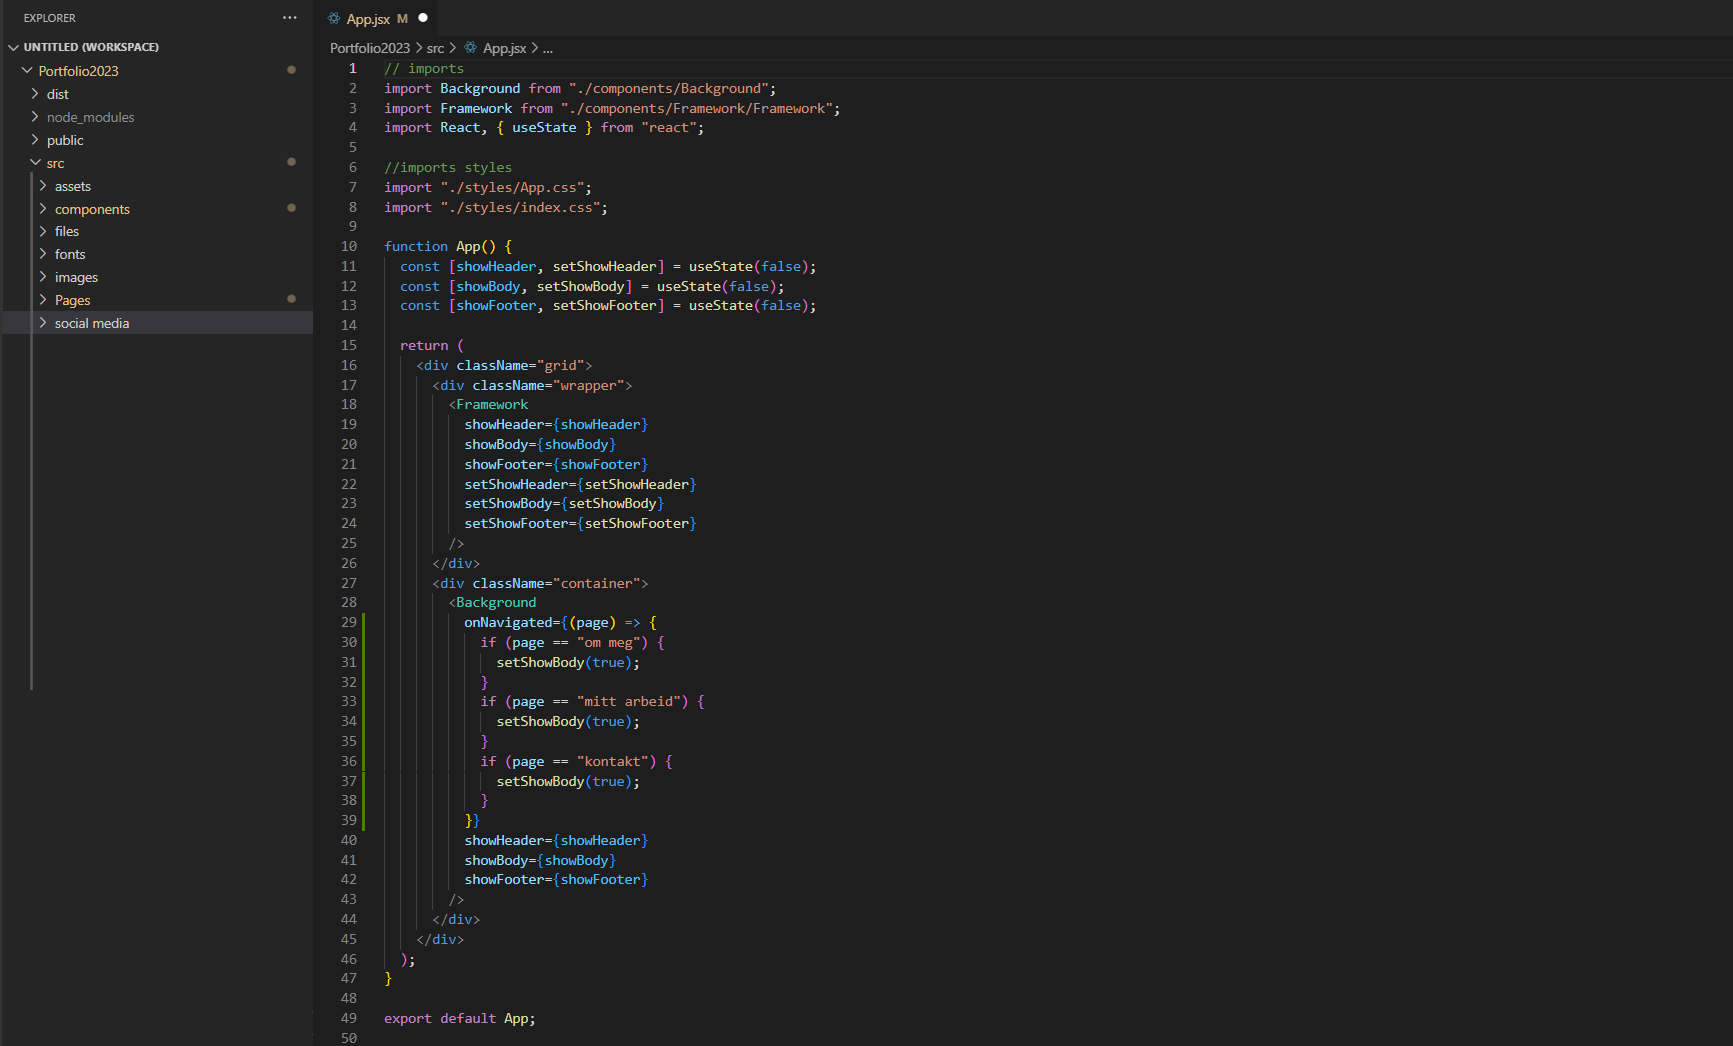 EXPLORER
UNTITLED (WORKSPACE)
Portfolio2023
dist
node_modules
public
src
assets
components
files
fonts
images
Pages
social media
App.jsx M
Portfolio2023 > src > App.jsx > ...
1 // imports
2 import Background from "./components/Background";
3 import Framework from "./components/Framework/Framework";
4 import React, { useState } from "react";
5
6 //imports styles
7 import "./styles/App.css";
8 import "./styles/index.css";
9
10 function App() {
11 const [showHeader, setShowHeader] = useState(false);
12 const [showBody, setShowBody] = useState(false);
13 const [showFooter, setShowFooter] = useState(false);
14
15 return (
16 <div className="grid">
17 <div className="wrapper">
18 <Framework
19 showHeader={showHeader}
20 showBody={showBody}
21 showFooter={showFooter}
22 setShowHeader={setShowHeader}
23 setShowBody={setShowBody}
24 setShowFooter={setShowFooter}
25 />
26 </div>
27 <div className="container">
28 <Background
29 onNavigated={(page) => {
30 if (page == "om meg") {
31 setShowBody(true);
32 }
33 if (page == "mitt arbeid") {
34 setShowBody(true);
35 }
36 if (page == "kontakt") {
37 setShowBody(true);
38 }
39 }}
40 showHeader={showHeader}
41 showBody={showBody}
42 showFooter={showFooter}
43 />
44 </div>
45 </div>
46 );
47 }
48
49 export default App;
50